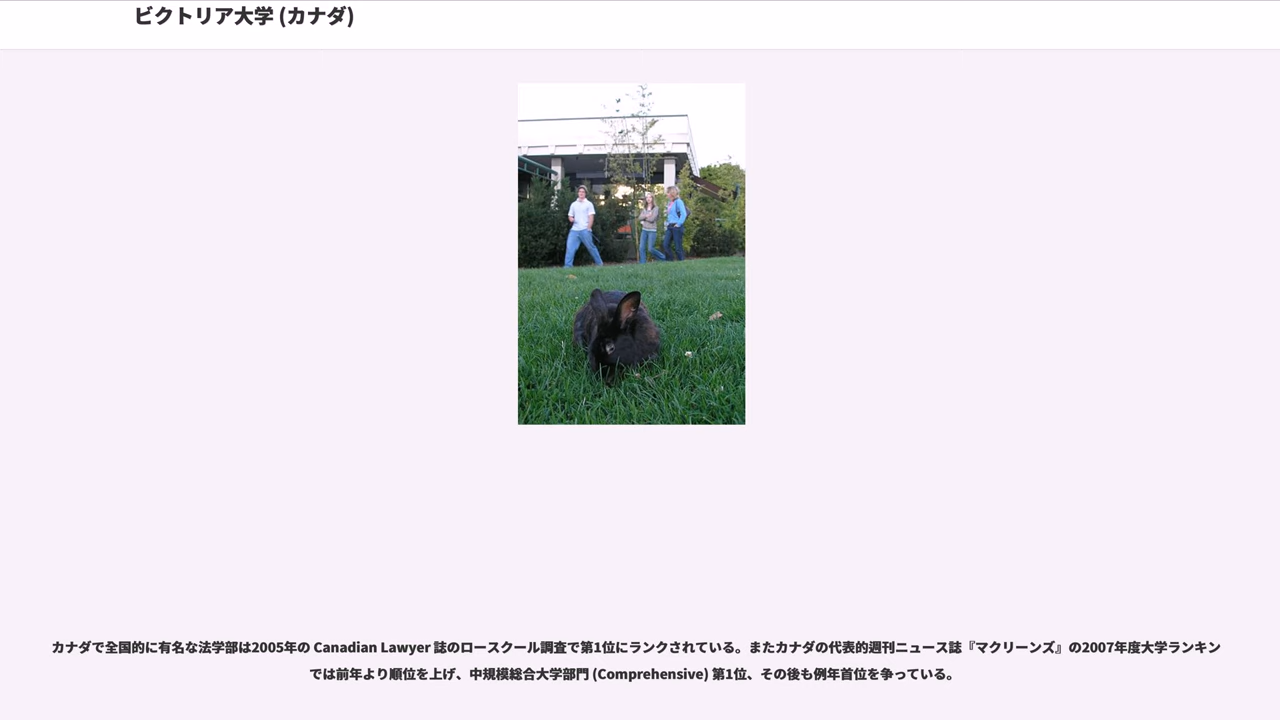 ビクトリア大学 (カナダ)
カナダで全国的に有名な法学部は2005年の Canadian Lawyer 誌のロースクール調査で第1位にランクされている。またカナダの代表的週刊ニュース誌『マクリーンズ』の2007年度大学ランキン
では前年より順位を上げ、中規模総合大学部門 (Comprehensive) 第1位、その後も例年首位を争っている。